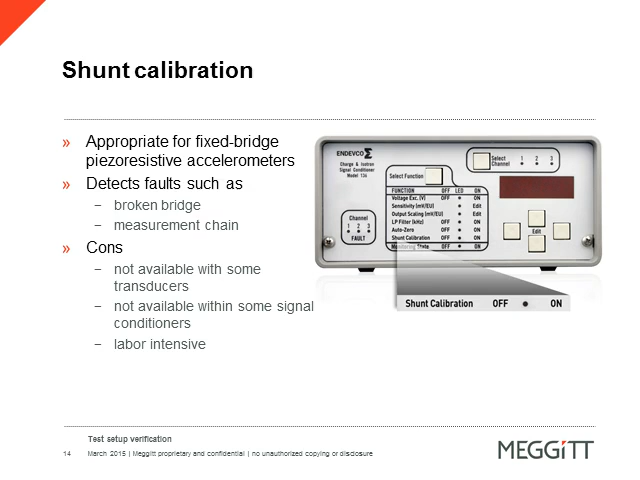 Shunt calibration
» Appropriate for fixed-bridge
piezoresistive accelerometers
» Detects faults such as
− broken bridge
− measurement chain
» Cons
− not available with some
transducers
− not available within some signal
conditioners
− labor intensive
ENDEVCO
Charge & Isotron
Signal Conditioner
Model 136
Select Channel 1 2 3
Select Function
FUNCTION OFF LED ON
Voltage Exc. (V) OFF • ON
Sensitivity (mV/EU) • Edit
Output Scaling (mV/EU) • Edit
LP Filter (kHz) OFF • ON
Auto-Zero OFF • ON
Shunt Calibration OFF • ON
Monitoring State OFF • ON
Channel
1 2 3
FAULT
Edit
Shunt Calibration OFF • ON
Test setup verification
14 March 2015 | Meggitt proprietary and confidential | no unauthorized copying or disclosure
MEGGiTT